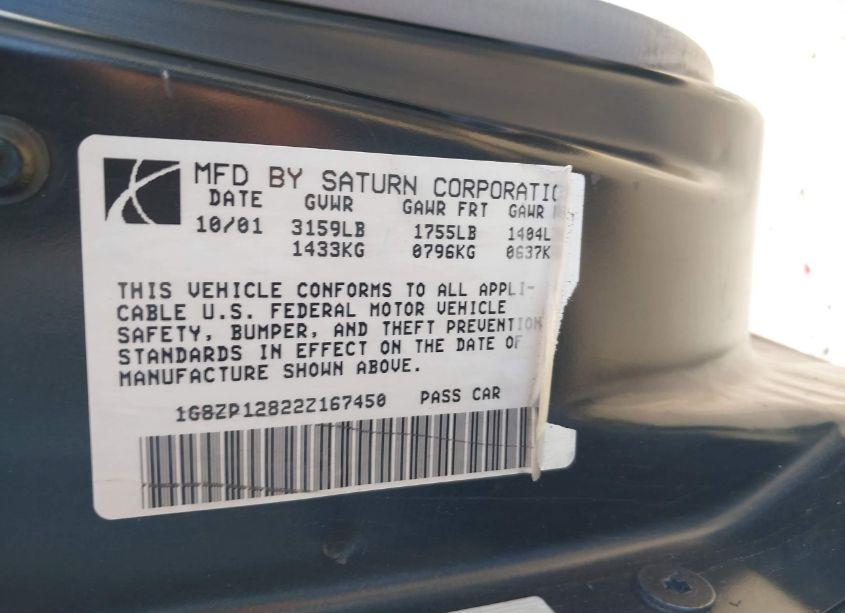 MFD BY SATURN CORPORATIO
DATE GVWR GAWR FRT GAWR
10/01 3159LB 1755LB 1404L
1433KG 0796KG 0637K
THIS VEHICLE CONFORMS TO ALL APPLI-
CABLE U.S. FEDERAL MOTOR VEHICLE
SAFETY, BUMPER, AND THEFT PREVENTION
STANDARDS IN EFFECT ON THE DATE OF
MANUFACTURE SHOWN ABOVE.
1G8ZP12822Z167450 PASS CAR